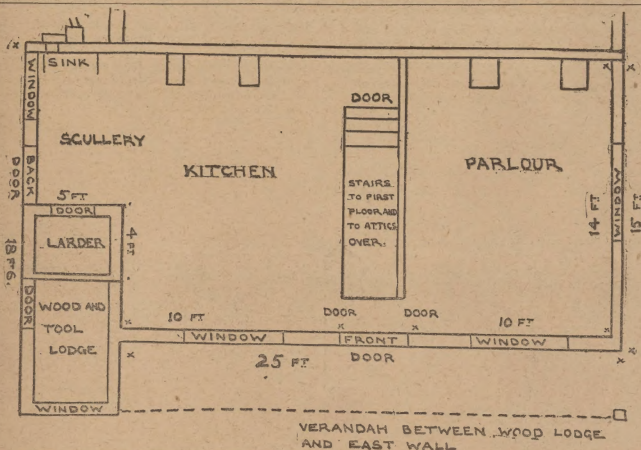 SINK
WINDOW
DOOR
SCULLERY
KITCHEN
PARLOUR
BACK
DOOR
WINDOW
STAIRS
TO FIRST
FLOOR AND
TO ATTICS
OVER.
5 FT
DOOR
LARDER
4 FT
14 FT
15 FT
18 FT 6.
DOOR
WOOD AND
TOOL
LODGE
10 FT
DOOR
DOOR
10 FT
WINDOW
FRONT
WINDOW
25 FT
DOOR
WINDOW
VERANDAH BETWEEN WOOD LODGE
AND EAST WALL